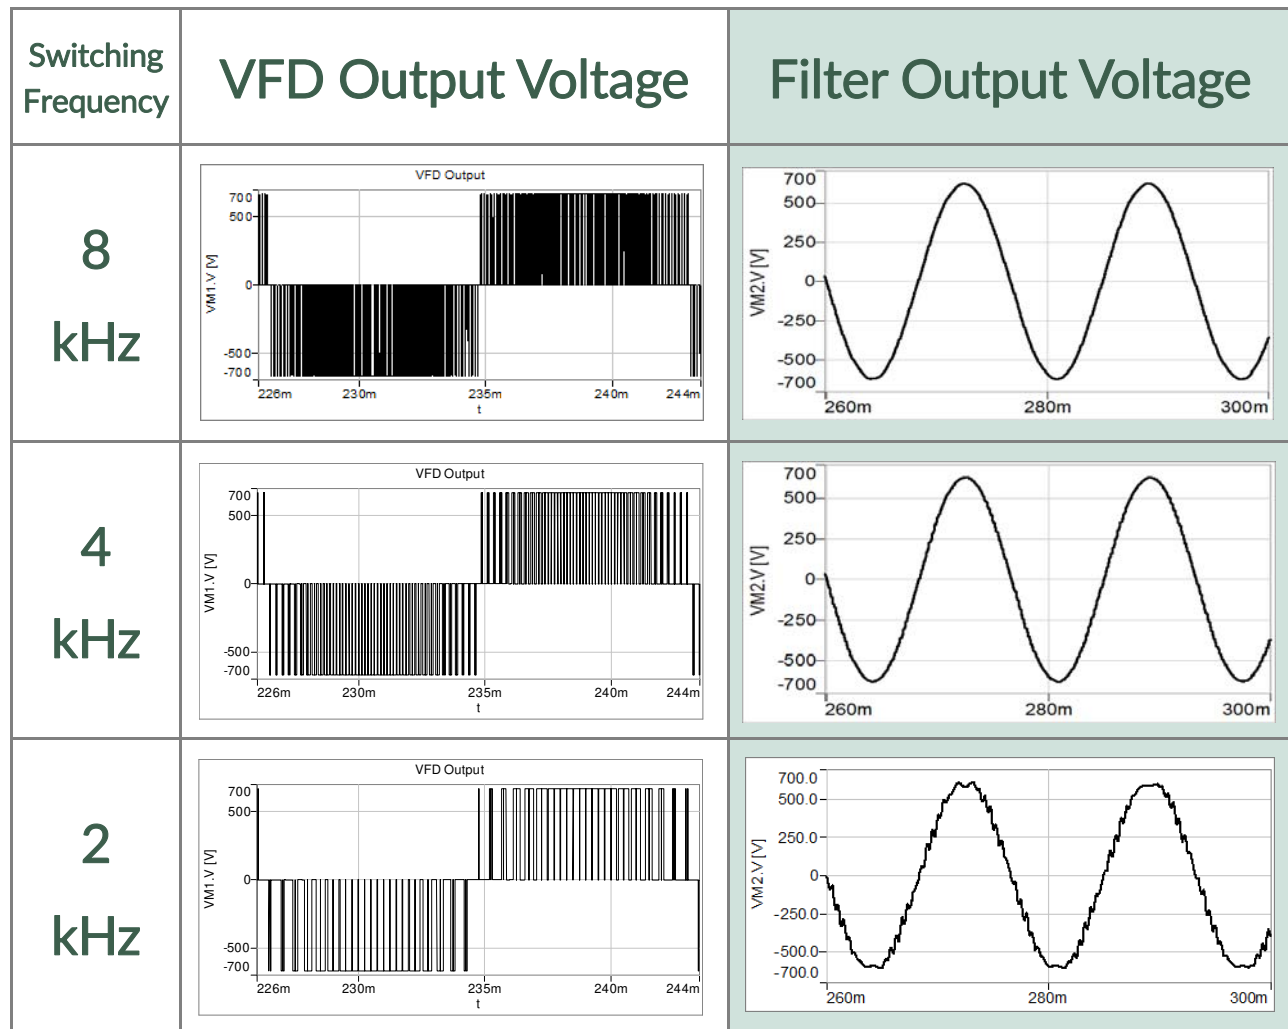 Switching
Frequency
VFD Output Voltage
Filter Output Voltage
8
kHz
VFD Output
700
500
0
-500
-700
VM1.V [V]
226m 230m 235m 240m 244m
t
700
500
250
0
-250
-500
-700
VM2.V [V]
260m 280m 300m
4
kHz
VFD Output
700
500
0
-500
-700
VM1.V [V]
226m 230m 235m 240m 244m
t
700
500
250
0
-250
-500
-700
VM2.V [V]
260m 280m 300m
2
kHz
VFD Output
700
500
0
-500
-700
VM1.V [V]
226m 230m 235m 240m 244m
t
700.0
500.0
250.0
0
-250.0
-500.0
-700.0
VM2.V [V]
260m 280m 300m